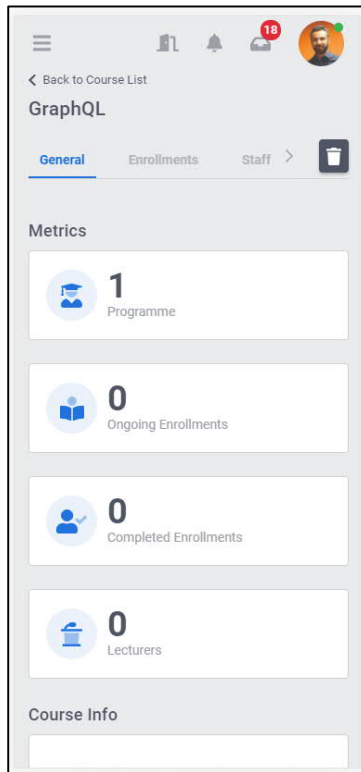 18
Back to Course List
GraphQL
General Enrollments Staff
Metrics
1
Programme
0
Ongoing Enrollments
0
Completed Enrollments
0
Lecturers
Course Info